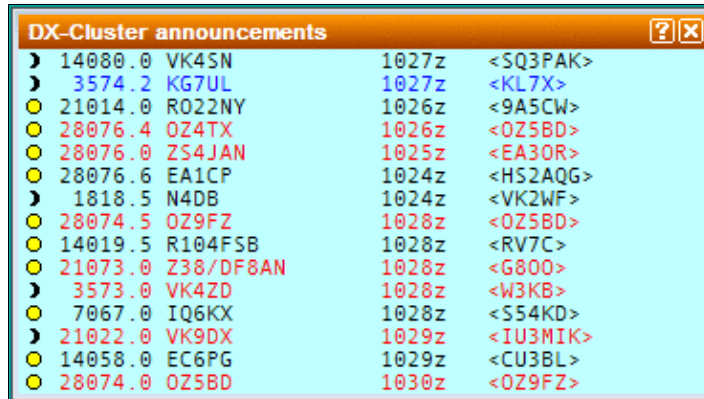 DX-Cluster announcements
14080.0 VK4SN 1027z <SQ3PAK>
3574.2 KG7UL 1027z <KL7X>
21014.0 RO22NY 1026z <9A5CW>
28076.4 OZ4TX 1026z <OZ5BD>
28076.0 ZS4JAN 1025z <EA3OR>
28076.6 EA1CP 1024z <HS2AQG>
1818.5 N4DB 1024z <VK2WF>
28074.5 OZ9FZ 1028z <OZ5BD>
14019.5 R104FSB 1028z <RV7C>
21073.0 Z38/DF8AN 1028z <G8OO>
3573.0 VK4ZD 1028z <W3KB>
7067.0 IQ6KX 1028z <S54KD>
21022.0 VK9DX 1029z <IU3MIK>
14058.0 EC6PG 1029z <CU3BL>
28074.0 OZ5BD 1030z <OZ9FZ>